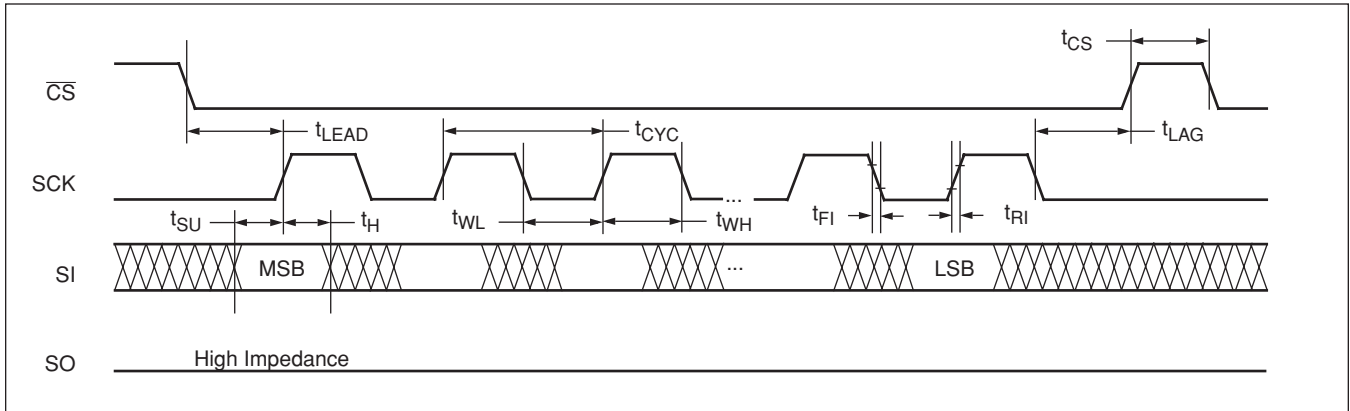 tCS
CS
tLEAD
tCYC
tLAG
SCK
...
tSU
tH
tWL
tWH
tFI
tRI
SI
MSB
...
LSB
SO
High Impedance